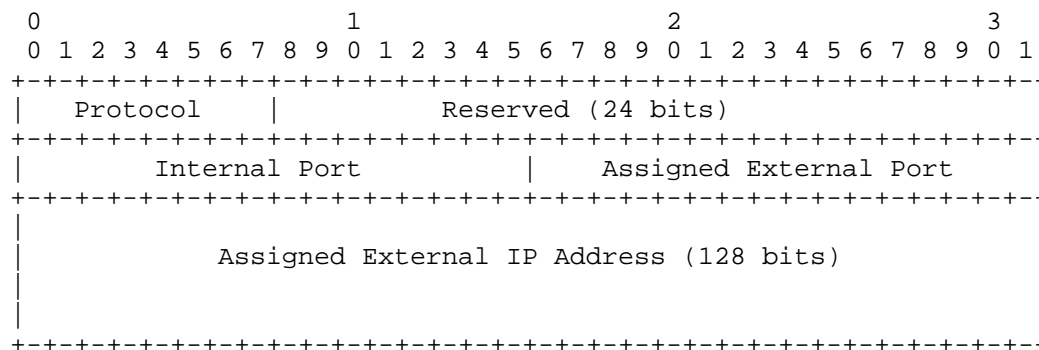 0                   1                   2                   3
0 1 2 3 4 5 6 7 8 9 0 1 2 3 4 5 6 7 8 9 0 1 2 3 4 5 6 7 8 9 0 1
+-+-+-+-+-+-+-+-+-+-+-+-+-+-+-+-+-+-+-+-+-+-+-+-+-+-+-+-+-+-+-+-
| Protocol | Reserved (24 bits)
+-+-+-+-+-+-+-+-+-+-+-+-+-+-+-+-+-+-+-+-+-+-+-+-+-+-+-+-+-+-+-+-
| Internal Port | Assigned External Port
+-+-+-+-+-+-+-+-+-+-+-+-+-+-+-+-+-+-+-+-+-+-+-+-+-+-+-+-+-+-+-+-
|
| Assigned External IP Address (128 bits)
|
|
+-+-+-+-+-+-+-+-+-+-+-+-+-+-+-+-+-+-+-+-+-+-+-+-+-+-+-+-+-+-+-+-